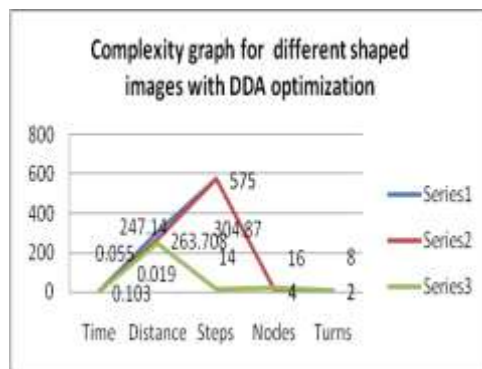 Complexity graph for different shaped
images with DDA optimization
800
600
400
200
0
575
247.14
304.87
263.708
0.055
14
16
8
0.019
0.103
4
2
Time Distance Steps Nodes Turns
Series1
Series2
Series3